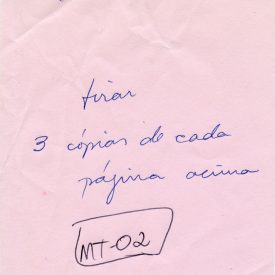 tirar
3 cópias de cada
página acima
MT-02